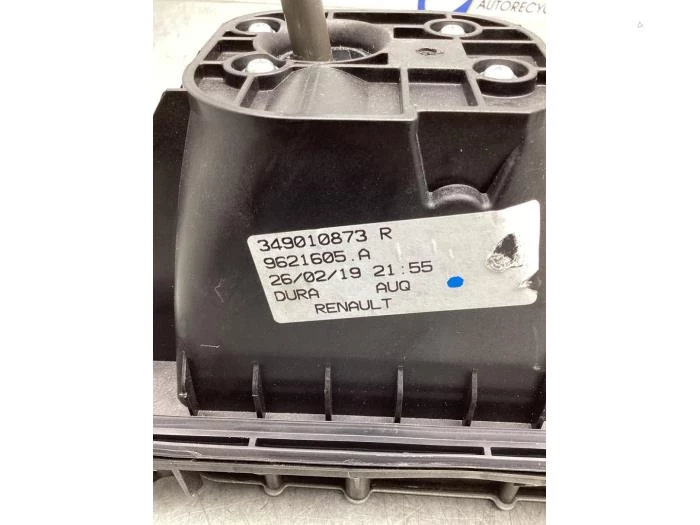 AUTORECYC
349010873 R
9621605.A
26/02/19 21:55
DURA AUQ
RENAULT